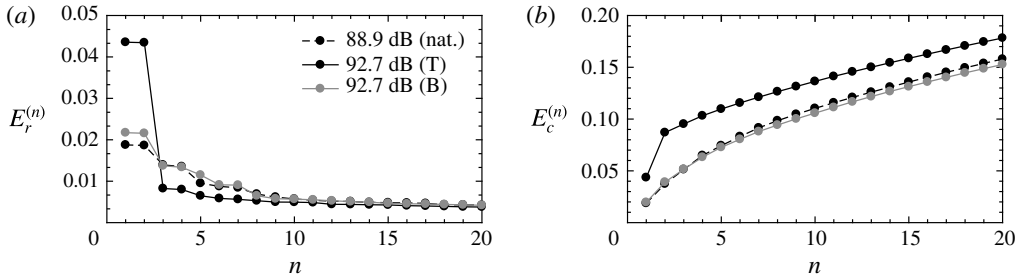 (a)
0.05
0.04
0.03
0.02
0.01
0 5 10 15 20
E_r^{(n)}
n
88.9 dB (nat.)
92.7 dB (T)
92.7 dB (B)
(b)
0.20
0.15
0.10
0.05
0 5 10 15 20
E_c^{(n)}
n